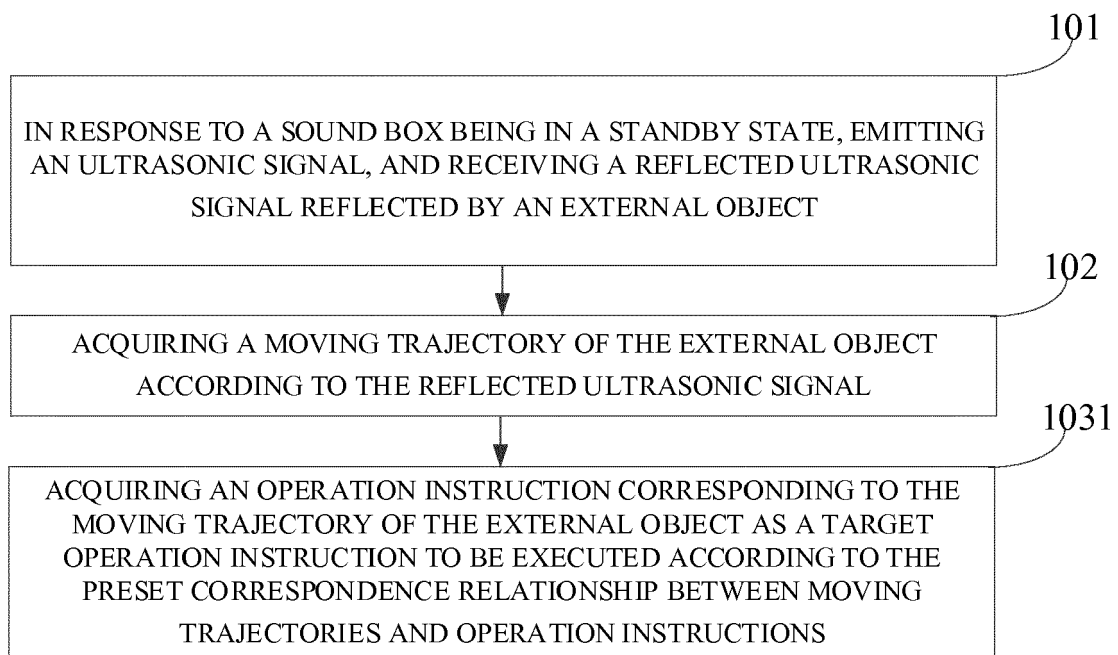 101
IN RESPONSE TO A SOUND BOX BEING IN A STANDBY STATE, EMITTING
AN ULTRASONIC SIGNAL, AND RECEIVING A REFLECTED ULTRASONIC
SIGNAL REFLECTED BY AN EXTERNAL OBJECT
102
ACQUIRING A MOVING TRAJECTORY OF THE EXTERNAL OBJECT
ACCORDING TO THE REFLECTED ULTRASONIC SIGNAL
1031
ACQUIRING AN OPERATION INSTRUCTION CORRESPONDING TO THE
MOVING TRAJECTORY OF THE EXTERNAL OBJECT AS A TARGET
OPERATION INSTRUCTION TO BE EXECUTED ACCORDING TO THE
PRESET CORRESPONDENCE RELATIONSHIP BETWEEN MOVING
TRAJECTORIES AND OPERATION INSTRUCTIONS